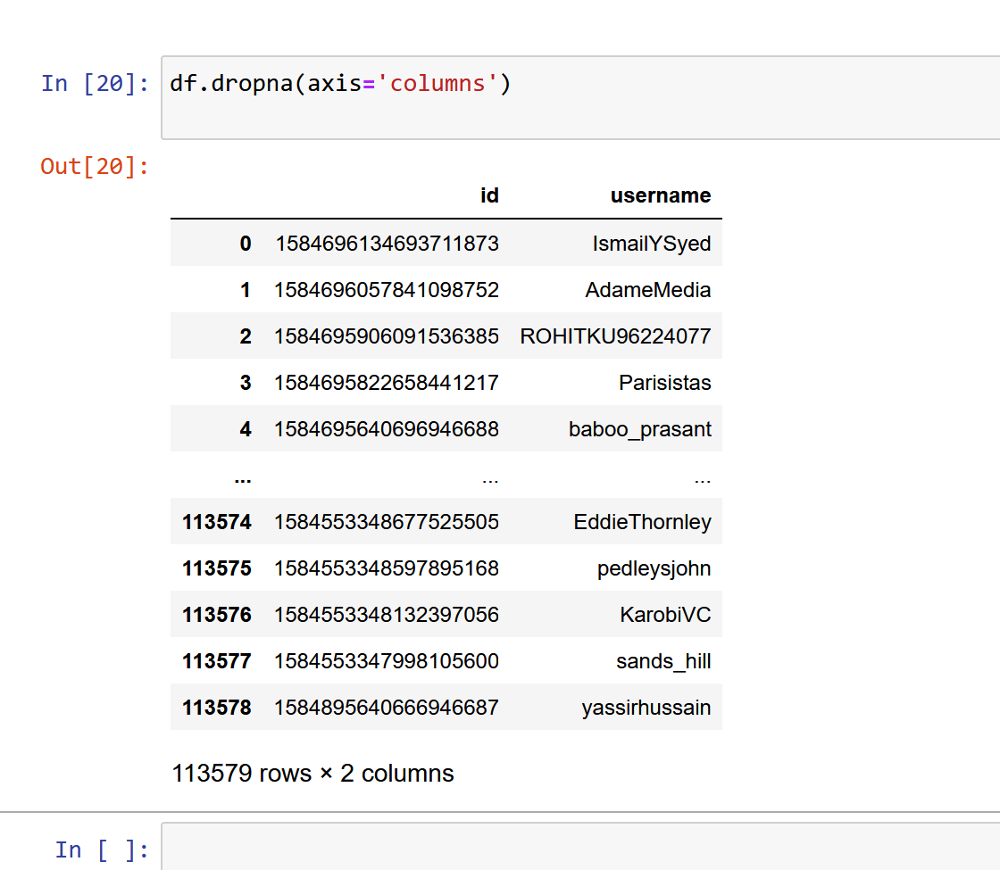 In [20]: df.dropna(axis='columns')
Out[20]:
id username
0 1584696134693711873 IsmailYSyed
1 1584696057841098752 AdameMedia
2 1584695906091536385 ROHITKU96224077
3 1584695822658441217 Parisistas
4 1584695640696946688 baboo_prasant
... ... ...
113574 1584553348677525505 EddieThornley
113575 1584553348597895168 pedleysjohn
113576 1584553348132397056 KarobiVC
113577 1584553347998105600 sands_hill
113578 1584895640666946687 yassirhussain
113579 rows × 2 columns
In [ ]: